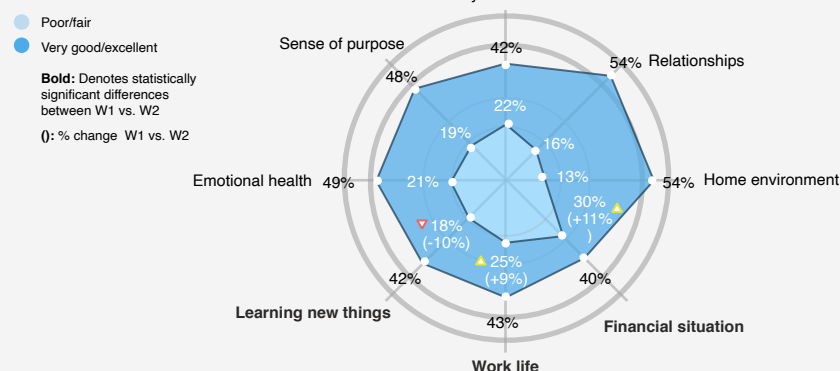 Poor/fair
Very good/excellent
Bold: Denotes statistically
significant differences
between W1 vs. W2
(): % change W1 vs. W2
Sense of purpose
42%
54%
Relationships
48%
22%
19%
16%
Emotional health
49%
21%
13%
54%
Home environment
30%
(+11%
)
18%
(-10%)
25%
(+9%)
42%
40%
Learning new things
43%
Financial situation
Work life